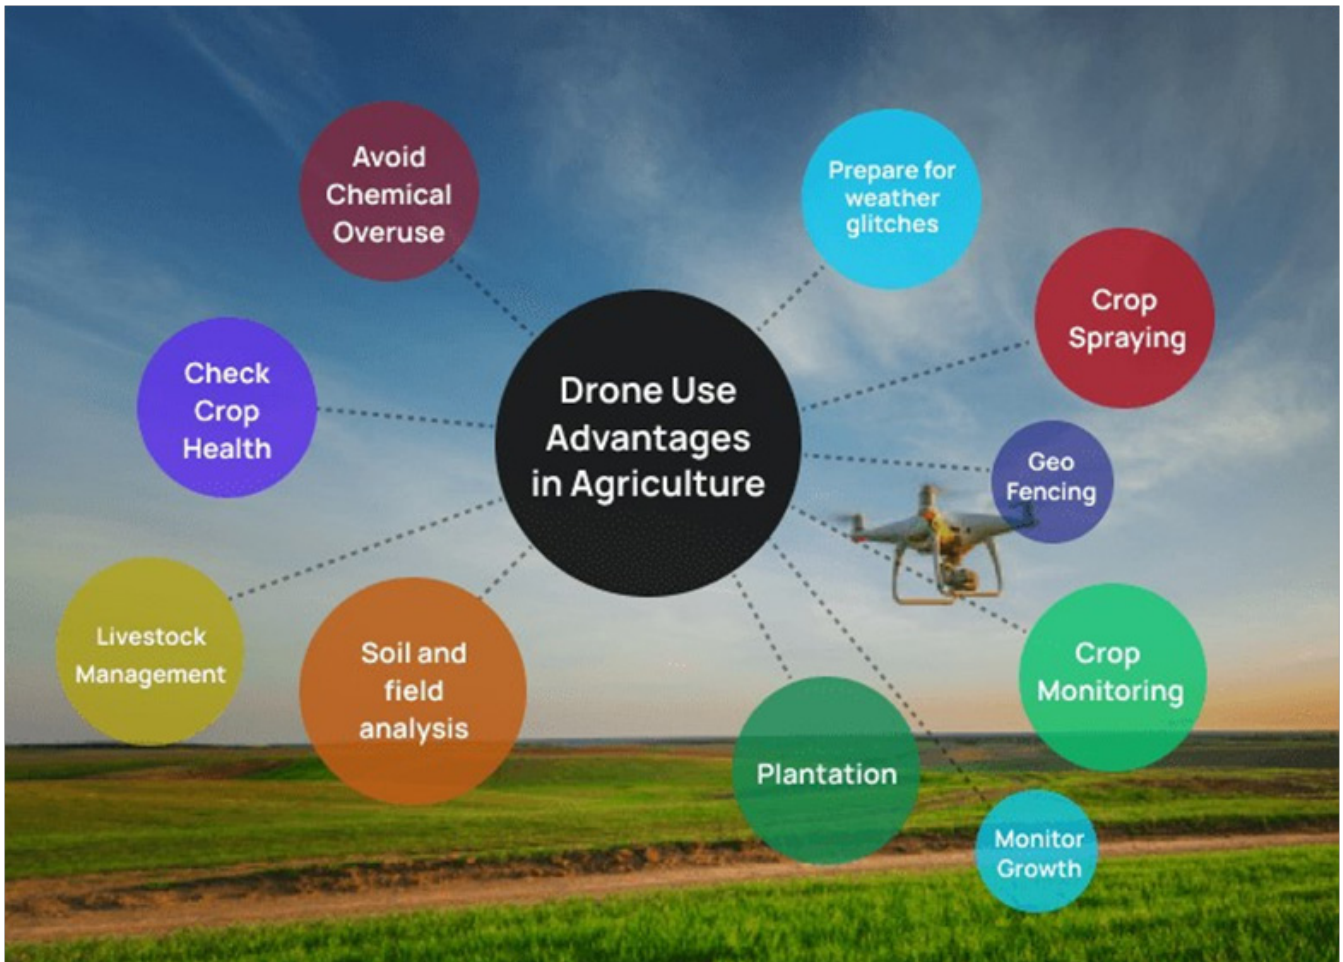 Avoid
Chemical
Overuse
Prepare for
weather
glitches
Crop
Spraying
Check
Crop
Health
Drone Use
Advantages
in Agriculture
Geo
Fencing
Livestock
Management
Soil and
field
analysis
Crop
Monitoring
Plantation
Monitor
Growth